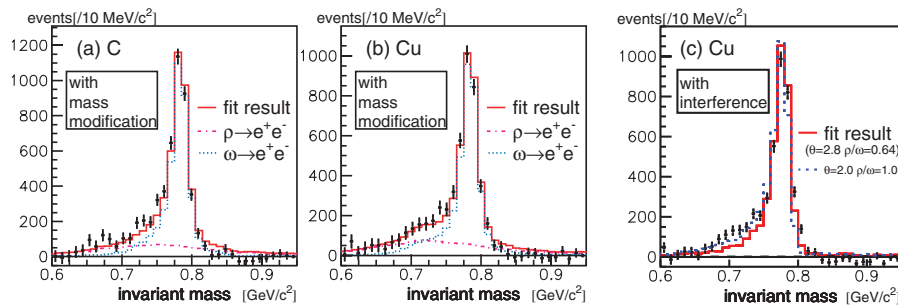 events[/10 MeV/c²]
(a) C
with
mass
modification
fit result
ρ→e⁺e⁻
ω→e⁺e⁻
1200
1000
800
600
400
200
0
0.6 0.7 0.8 0.9
invariant mass [GeV/c²]
events[/10 MeV/c²]
(b) Cu
with
mass
modification
fit result
ρ→e⁺e⁻
ω→e⁺e⁻
1000
800
600
400
200
0
0.6 0.7 0.8 0.9
invariant mass [GeV/c²]
events[/10 MeV/c²]
(c) Cu
with
interference
fit result
(θ=2.8 ρ/ω=0.64)
θ=2.0 ρ/ω=1.0
1000
800
600
400
200
0
0.6 0.7 0.8 0.9
invariant mass [GeV/c²]